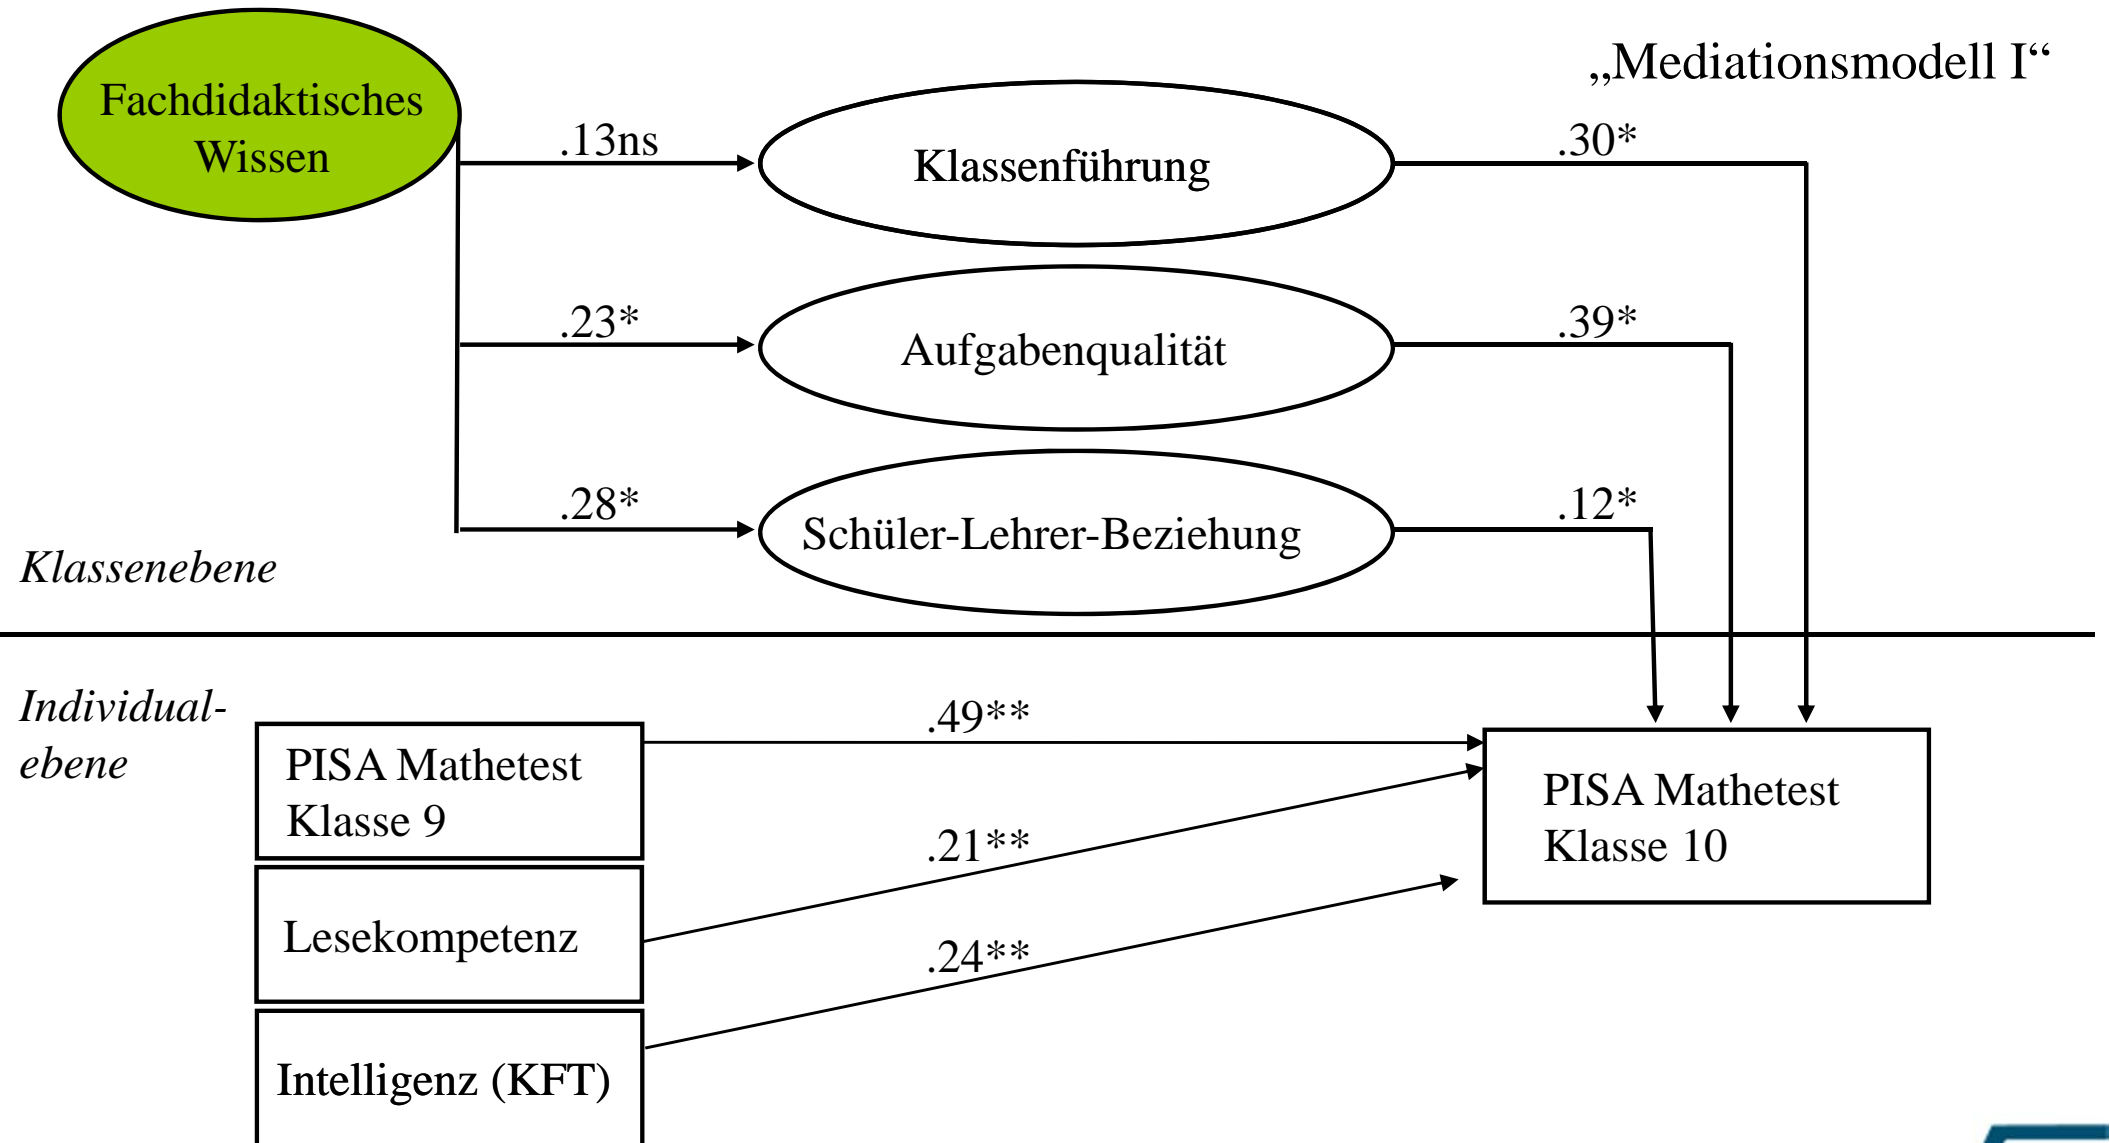 „Mediationsmodell I“
Fachdidaktisches
Wissen
.13ns
Klassenführung
.30*
.23*
Aufgabenqualität
.39*
.28*
Schüler-Lehrer-Beziehung
.12*
Klassenebene
Individual-
ebene
PISA Mathetest
Klasse 9
.49**
PISA Mathetest
Klasse 10
.21**
Lesekompetenz
.24**
Intelligenz (KFT)